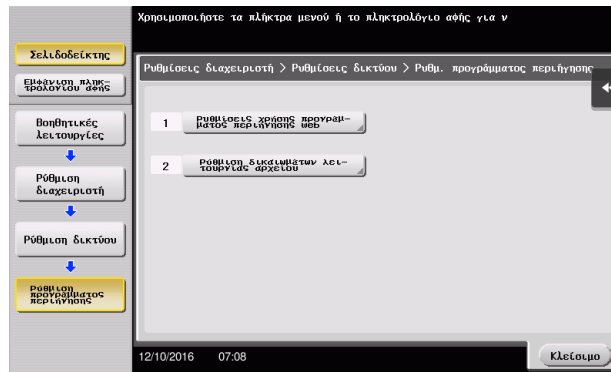 Χρησιμοποιήστε τα πλήκτρα μενού ή το πληκτρολόγιο αφής για ν
Σελιδοδείκτης
Εμφάνιση πληκ-
τρολογίου αφής
Βοηθητικές
λειτουργίες
Ρύθμιση
διαχειριστή
Ρύθμιση δικτύου
Ρύθμιση
προγράμματος
περιήγησης
Ρυθμίσεις διαχειριστή > Ρυθμίσεις δικτύου > Ρυθμ. προγράμματος περιήγησης
1 Ρυθμίσεις χρήσης προγράμ-
ματος περιήγησης web
2 Ρύθμιση δικαιωμάτων λει-
τουργίας αρχείου
12/10/2016 07:08
Κλείσιμο